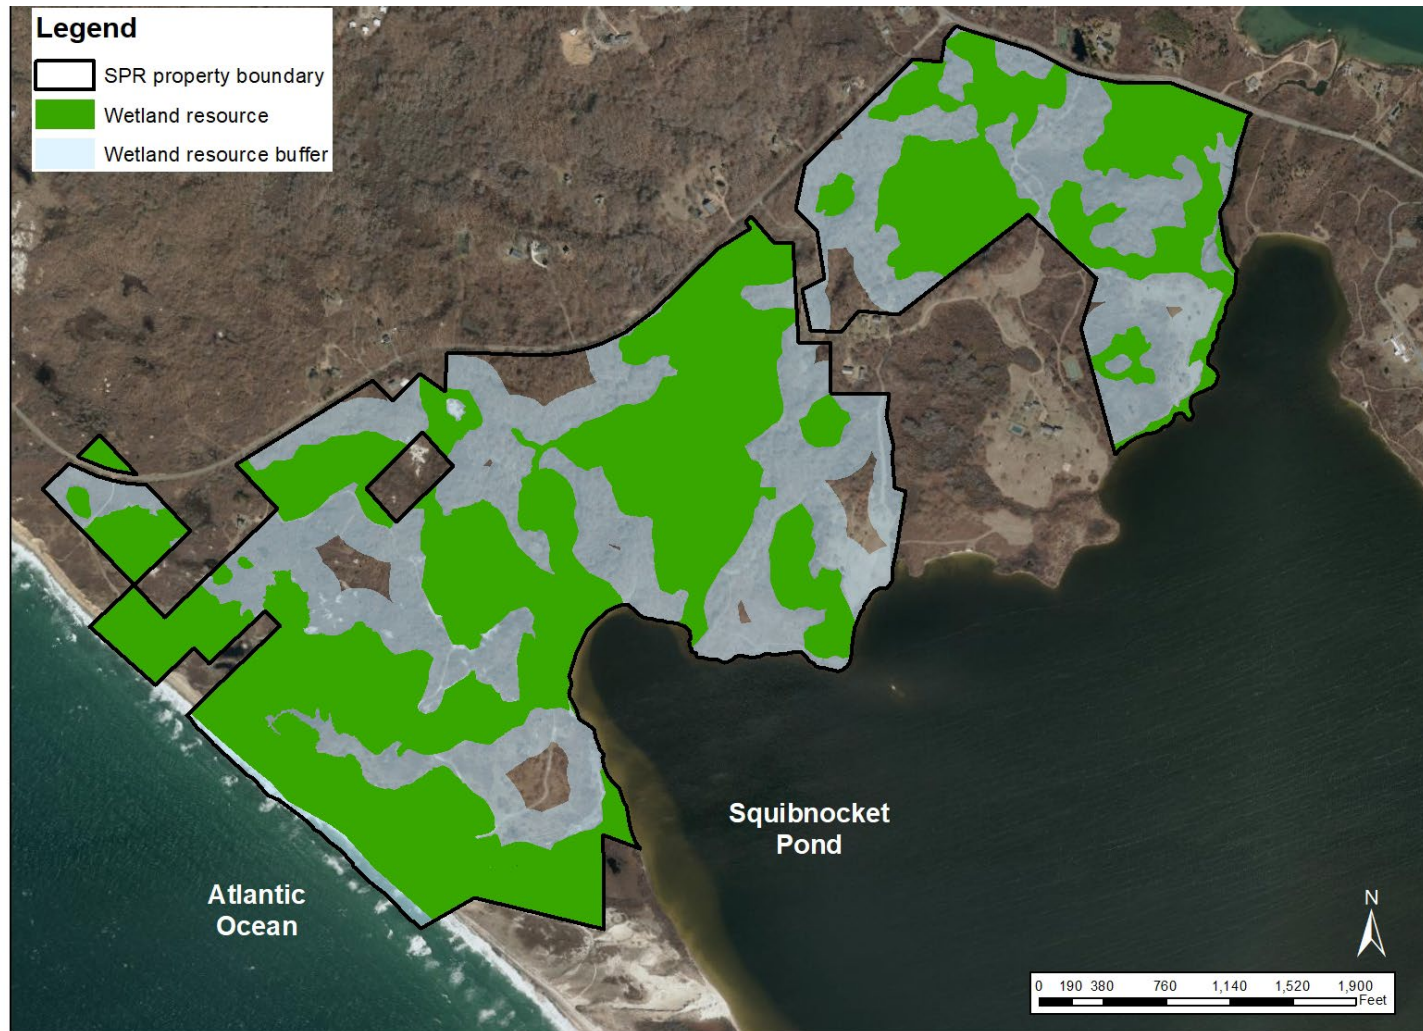 Legend
SPR property boundary
Wetland resource
Wetland resource buffer
Squibnocket
Pond
Atlantic
Ocean
N
0 190 380 760 1,140 1,520 1,900
Feet